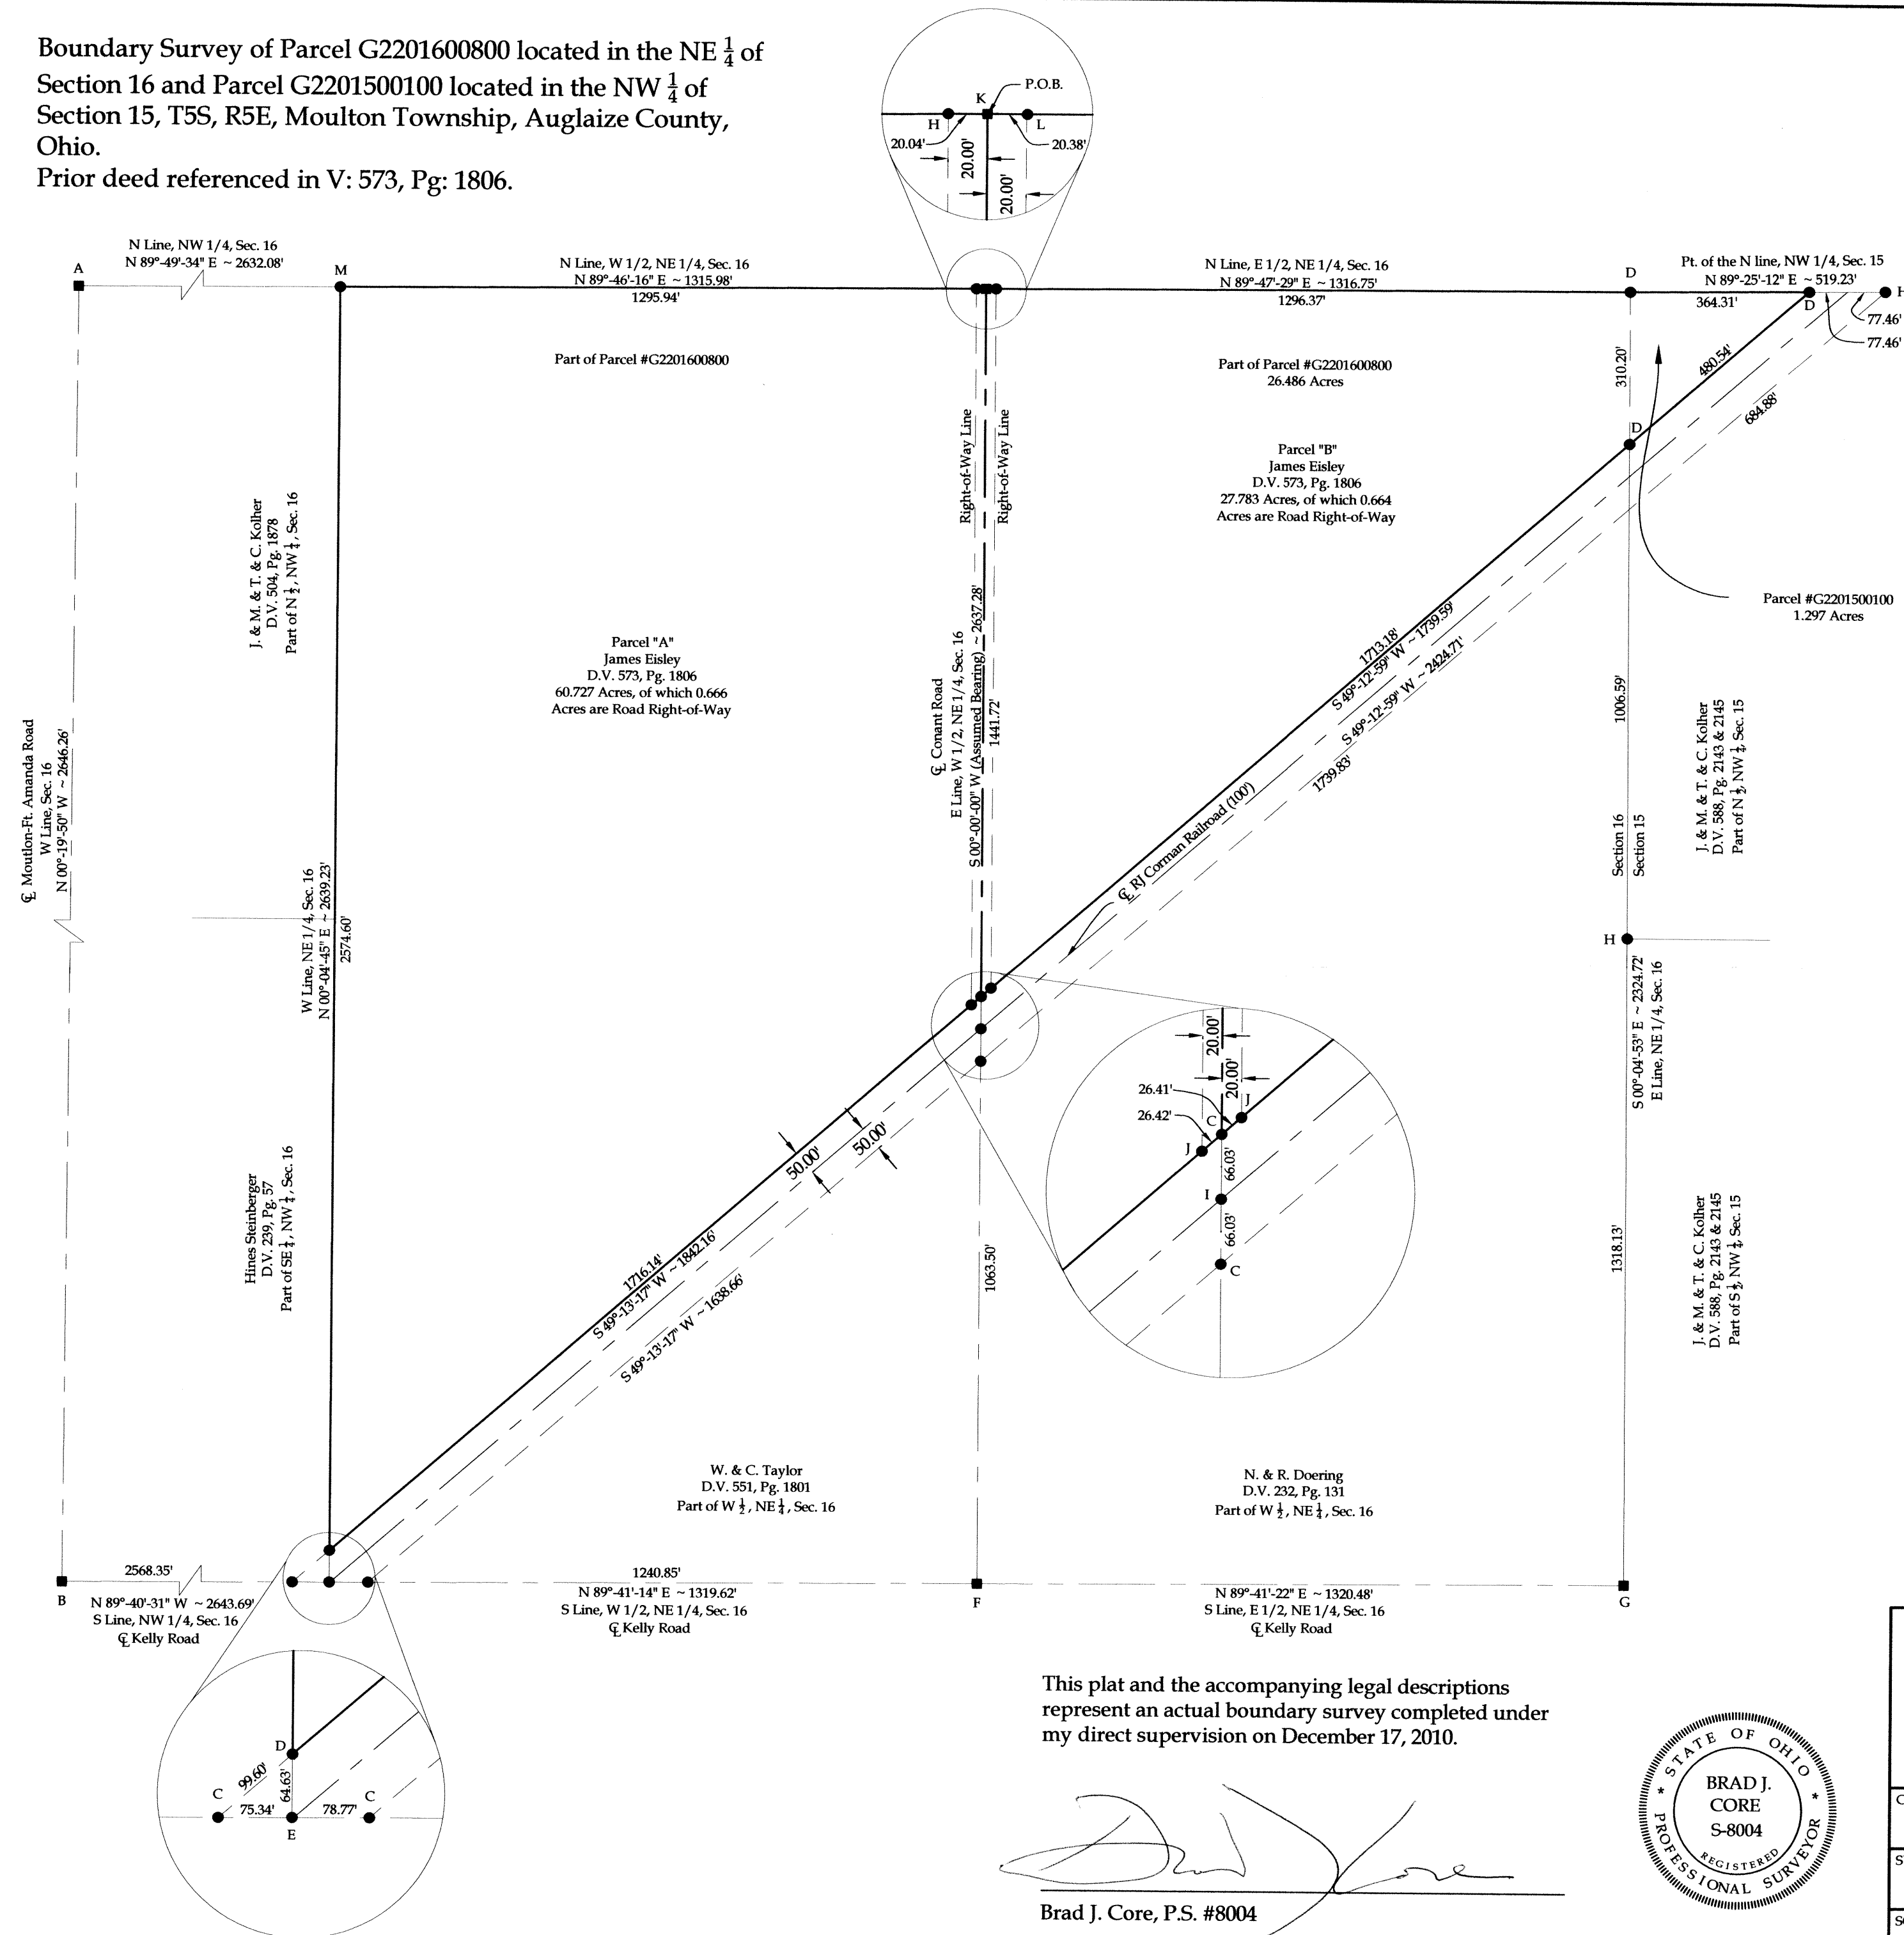 Boundary Survey of Parcel G2201600800 located in the NE 1/4 of
Section 16 and Parcel G2201500100 located in the NW 1/4 of
Section 15, T5S, R5E, Moulton Township, Auglaize County,
Ohio.
Prior deed referenced in V: 573, Pg: 1806.
K
P.O.B.
H
L
20.04'
20.38'
20.00'
20.00'
A
N Line, NW 1/4, Sec. 16
N 89°-49'-34" E ~ 2632.08'
M
N Line, W 1/2, NE 1/4, Sec. 16
N 89°-46'-16" E ~ 1315.98'
1295.94'
N Line, E 1/2, NE 1/4, Sec. 16
N 89°-47'-29" E ~ 1316.75'
1296.37'
D
Pt. of the N line, NW 1/4, Sec. 15
N 89°-25'-12" E ~ 519.23'
364.31'
D
H
77.46'
77.46'
Part of Parcel #G2201600800
Part of Parcel #G2201600800
26.486 Acres
310.20'
480.54'
684.88'
D
Right-of-Way Line
Right-of-Way Line
Parcel "B"
James Eisley
D.V. 573, Pg. 1806
27.783 Acres, of which 0.664
Acres are Road Right-of-Way
J. & M. & T. & C. Kolher
D.V. 504, Pg. 1878
Part of N 1/2, NW 1/4, Sec. 16
Parcel #G2201500100
1.297 Acres
Parcel "A"
James Eisley
D.V. 573, Pg. 1806
60.727 Acres, of which 0.666
Acres are Road Right-of-Way
℄ Conant Road
E Line, W 1/2, NE 1/4, Sec. 16
S 00°-00'-00" W (Assumed Bearing) ~ 2637.28'
1441.72'
1713.18'
S 49°-12'-59" W ~ 1739.59'
S 49°-12'-59" W ~ 2424.71'
1739.83'
℄ RJ Corman Railroad (100')
1006.59'
Section 16
Section 15
J. & M. & T. & C. Kolher
D.V. 588, Pg. 2143 & 2145
Part of N 1/2, NW 1/4, Sec. 15
℄ Moutlon-Ft. Amanda Road
W Line, Sec. 16
N 00°-19'-50" W ~ 2646.26'
W Line, NE 1/4, Sec. 16
N 00°-04'-45" E ~ 2639.23'
2574.60'
H
S 00°-04'-53" E ~ 2324.72'
E Line, NE 1/4, Sec. 16
20.00'
20.00'
26.41'
26.42'
C
J
J
66.03'
I
66.03'
C
50.00'
50.00'
Hines Steinberger
D.V. 239, Pg. 57
Part of SE 1/4, NW 1/4, Sec. 16
1716.14'
S 49°-13'-17" W ~ 1842.16'
S 49°-13'-17" W ~ 1638.66'
1063.50'
1318.13'
J. & M. & T. & C. Kolher
D.V. 588, Pg. 2143 & 2145
Part of S 1/2, NW 1/4, Sec. 15
W. & C. Taylor
D.V. 551, Pg. 1801
Part of W 1/2, NE 1/4, Sec. 16
N. & R. Doering
D.V. 232, Pg. 131
Part of W 1/2, NE 1/4, Sec. 16
B
2568.35'
N 89°-40'-31" W ~ 2643.69'
S Line, NW 1/4, Sec. 16
℄ Kelly Road
1240.85'
N 89°-41'-14" E ~ 1319.62'
S Line, W 1/2, NE 1/4, Sec. 16
℄ Kelly Road
F
N 89°-41'-22" E ~ 1320.48'
S Line, E 1/2, NE 1/4, Sec. 16
℄ Kelly Road
G
D
99.60'
64.63'
C
75.34'
78.77'
C
E
This plat and the accompanying legal descriptions
represent an actual boundary survey completed under
my direct supervision on December 17, 2010.
Brad J. Core, P.S. #8004
STATE OF OHIO
BRAD J.
CORE
S-8004
REGISTERED
PROFESSIONAL SURVEYOR